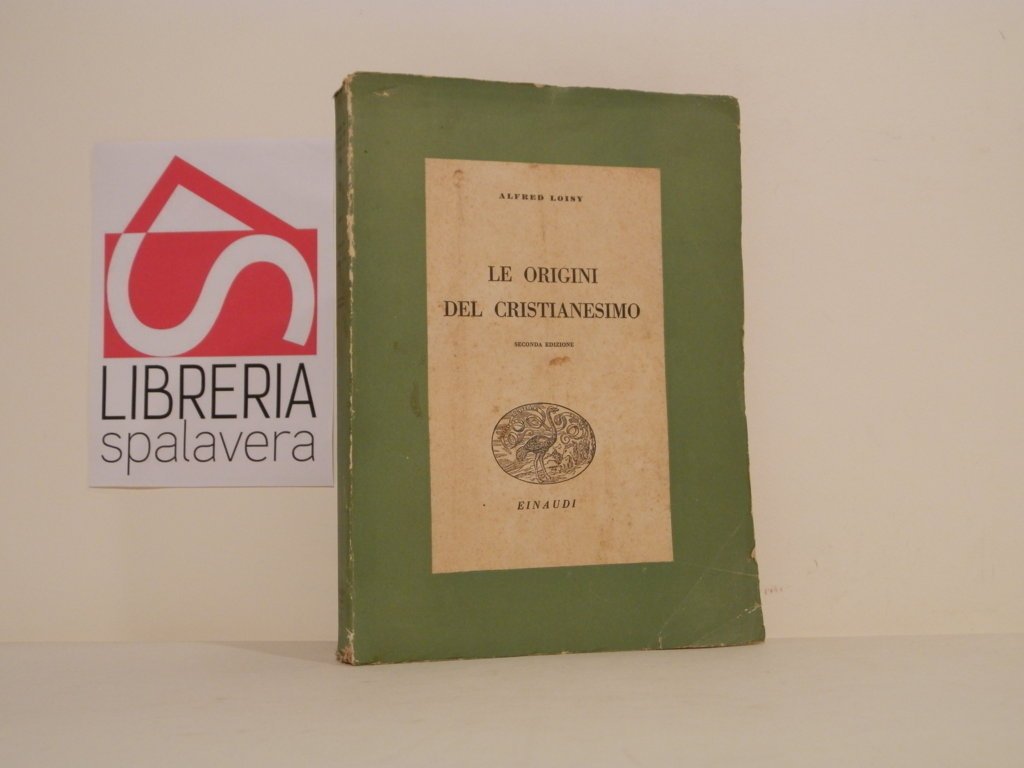 LIBRERIA
spalavera
ALFRED LOISY
LE ORIGINI
DEL CRISTIANESIMO
SECONDA EDIZIONE
EINAUDI